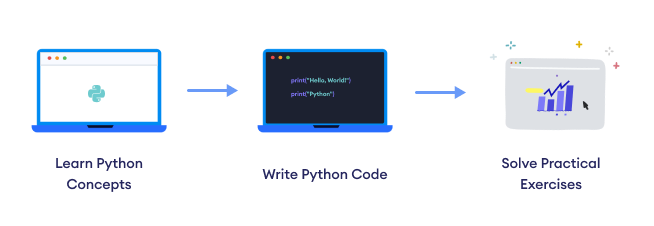 print("Hello, World!")
print("Python")
Learn Python
Concepts
Write Python Code
Solve Practical
Exercises